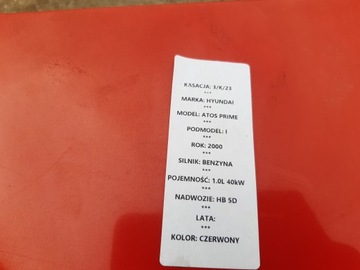 KASACJA: 3/K/23
***
MARKA: HYUNDAI
***
MODEL: ATOS PRIME
***
PODMODEL: I
***
ROK: 2000
***
SILNIK: BENZYNA
***
POJEMNOŚĆ: 1.0L 40kW
***
NADWOZIE: HB 5D
***
LATA:
***
KOLOR: CZERWONY